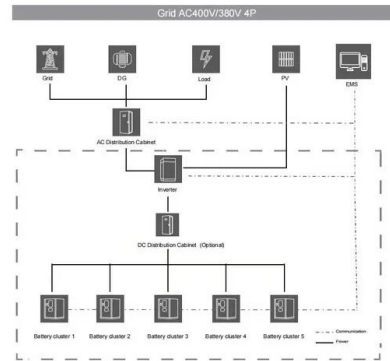 Grid AC400V/380V 4P
Grid
DG
Load
PV
EMS
AC Distribution Cabinet
Inverter
DC Distribution Cabinet (Optional)
Battery cluster 1
Battery cluster 2
Battery cluster 3
Battery cluster 4
Battery cluster 5
Communication
Power